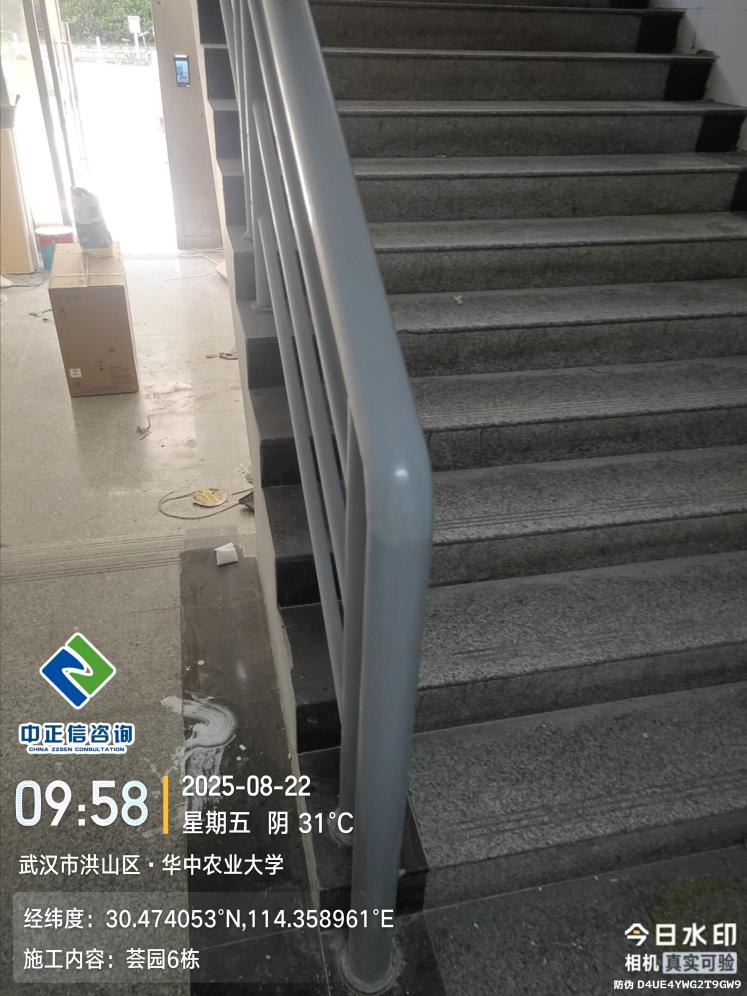 中正信咨询
CHINA ZZSEN CONSULTATION
09:58
2025-08-22
星期五 阴 31℃
武汉市洪山区·华中农业大学
经纬度：30.474053°N,114.358961°E
施工内容：荟园6栋
今日水印
相机 真实可验
防伪 D4UE4YWG2T9GW9